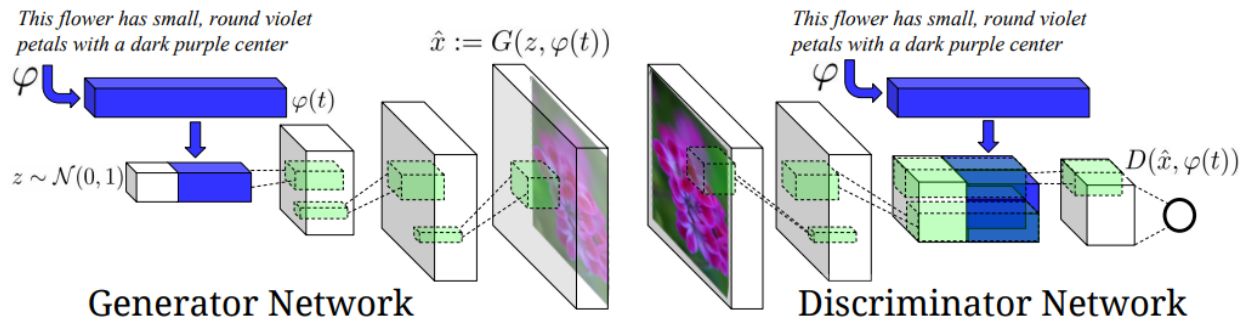 This flower has small, round violet
petals with a dark purple center
φ
φ(t)
z ∼ 𝒩(0, 1)
x̂ := G(z, φ(t))
Generator Network
This flower has small, round violet
petals with a dark purple center
φ
D(x̂, φ(t))
Discriminator Network